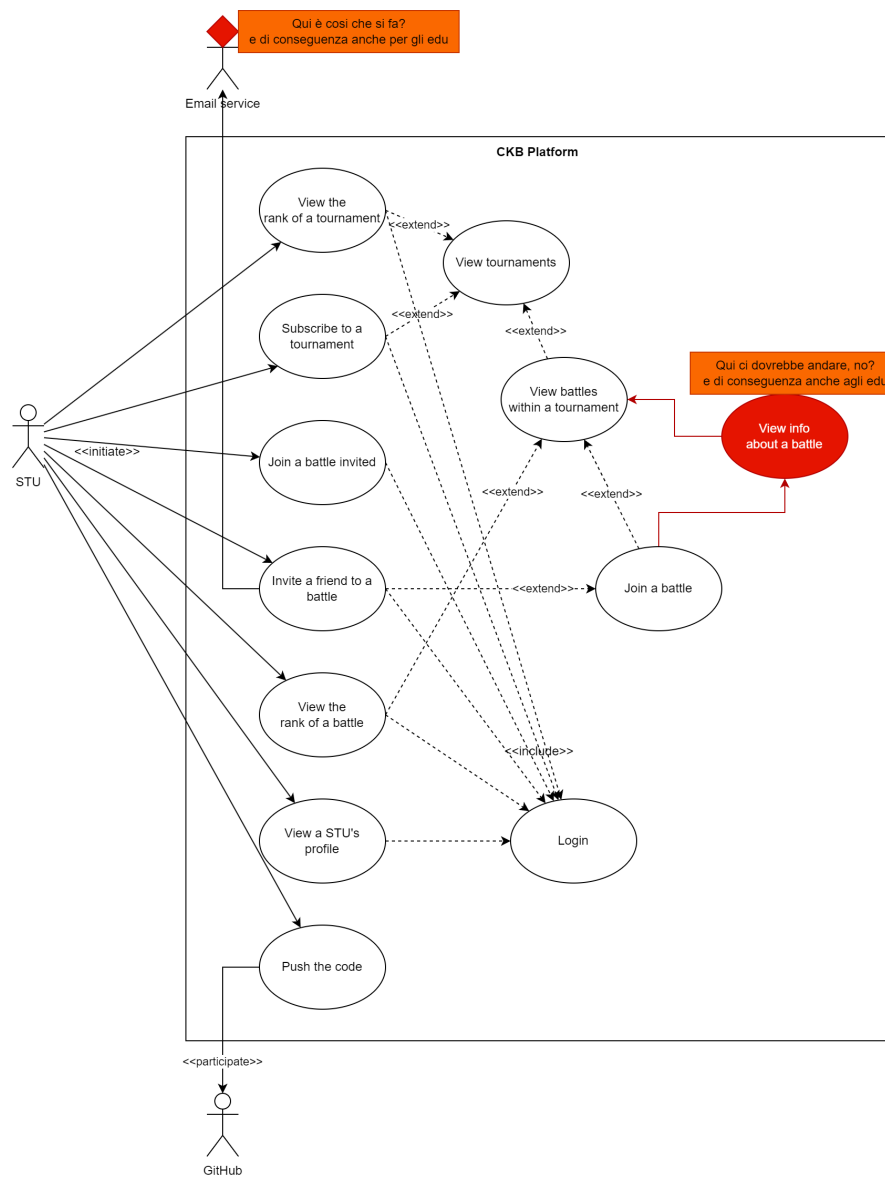 Qui è cosi che si fa?
e di conseguenza anche per gli edu
Email service
CKB Platform
View the
rank of a tournament
<<extend>>
View tournaments
Subscribe to a
tournament
<<extend>>
<<extend>>
Qui ci dovrebbe andare, no?
e di conseguenza anche agli edu
View battles
within a tournament
View info
about a battle
STU
<<initiate>>
Join a battle invited
<<extend>>
<<extend>>
Invite a friend to a
battle
<<extend>>
Join a battle
View the
rank of a battle
<<include>>
View a STU's
profile
Login
Push the code
<<participate>>
GitHub